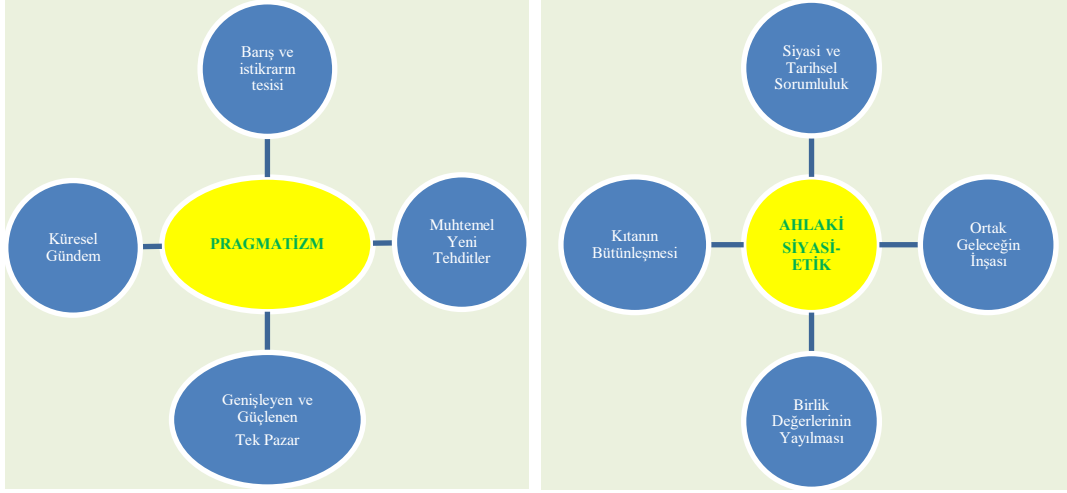 Barış ve
istikrarın
tesisi
Küresel
Gündem
PRAGMATİZM
Muhtemel
Yeni
Tehditler
Genişleyen ve
Güçlenen
Tek Pazar
Siyasi ve
Tarihsel
Sorumluluk
Kıtanın
Bütünleşmesi
AHLAKİ
SİYASİ-
ETİK
Ortak
Geleceğin
İnşası
Birlik
Değerlerinin
Yayılması